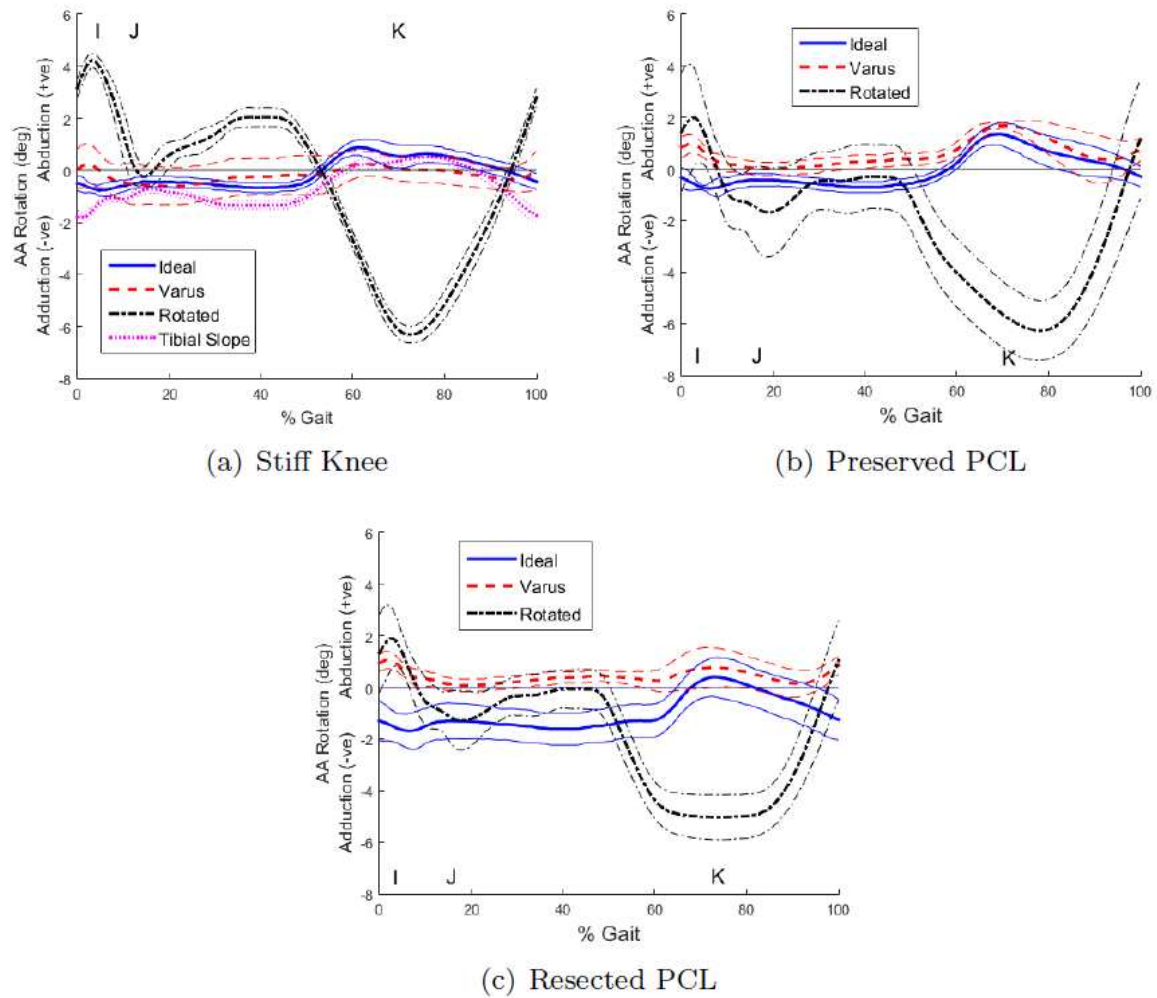 I J K
6
4
2
0
-2
-4
-6
-8
AA Rotation (deg)
Adduction (-ve) Abduction (+ve)
Ideal
Varus
Rotated
Tibial Slope
0 20 40 60 80 100
% Gait
(a) Stiff Knee
6
4
2
0
-2
-4
-6
-8
AA Rotation (deg)
Adduction (-ve) Abduction (+ve)
Ideal
Varus
Rotated
I J K
0 20 40 60 80 100
% Gait
(b) Preserved PCL
6
4
2
0
-2
-4
-6
-8
AA Rotation (deg)
Adduction (-ve) Abduction (+ve)
Ideal
Varus
Rotated
I J K
0 20 40 60 80 100
% Gait
(c) Resected PCL